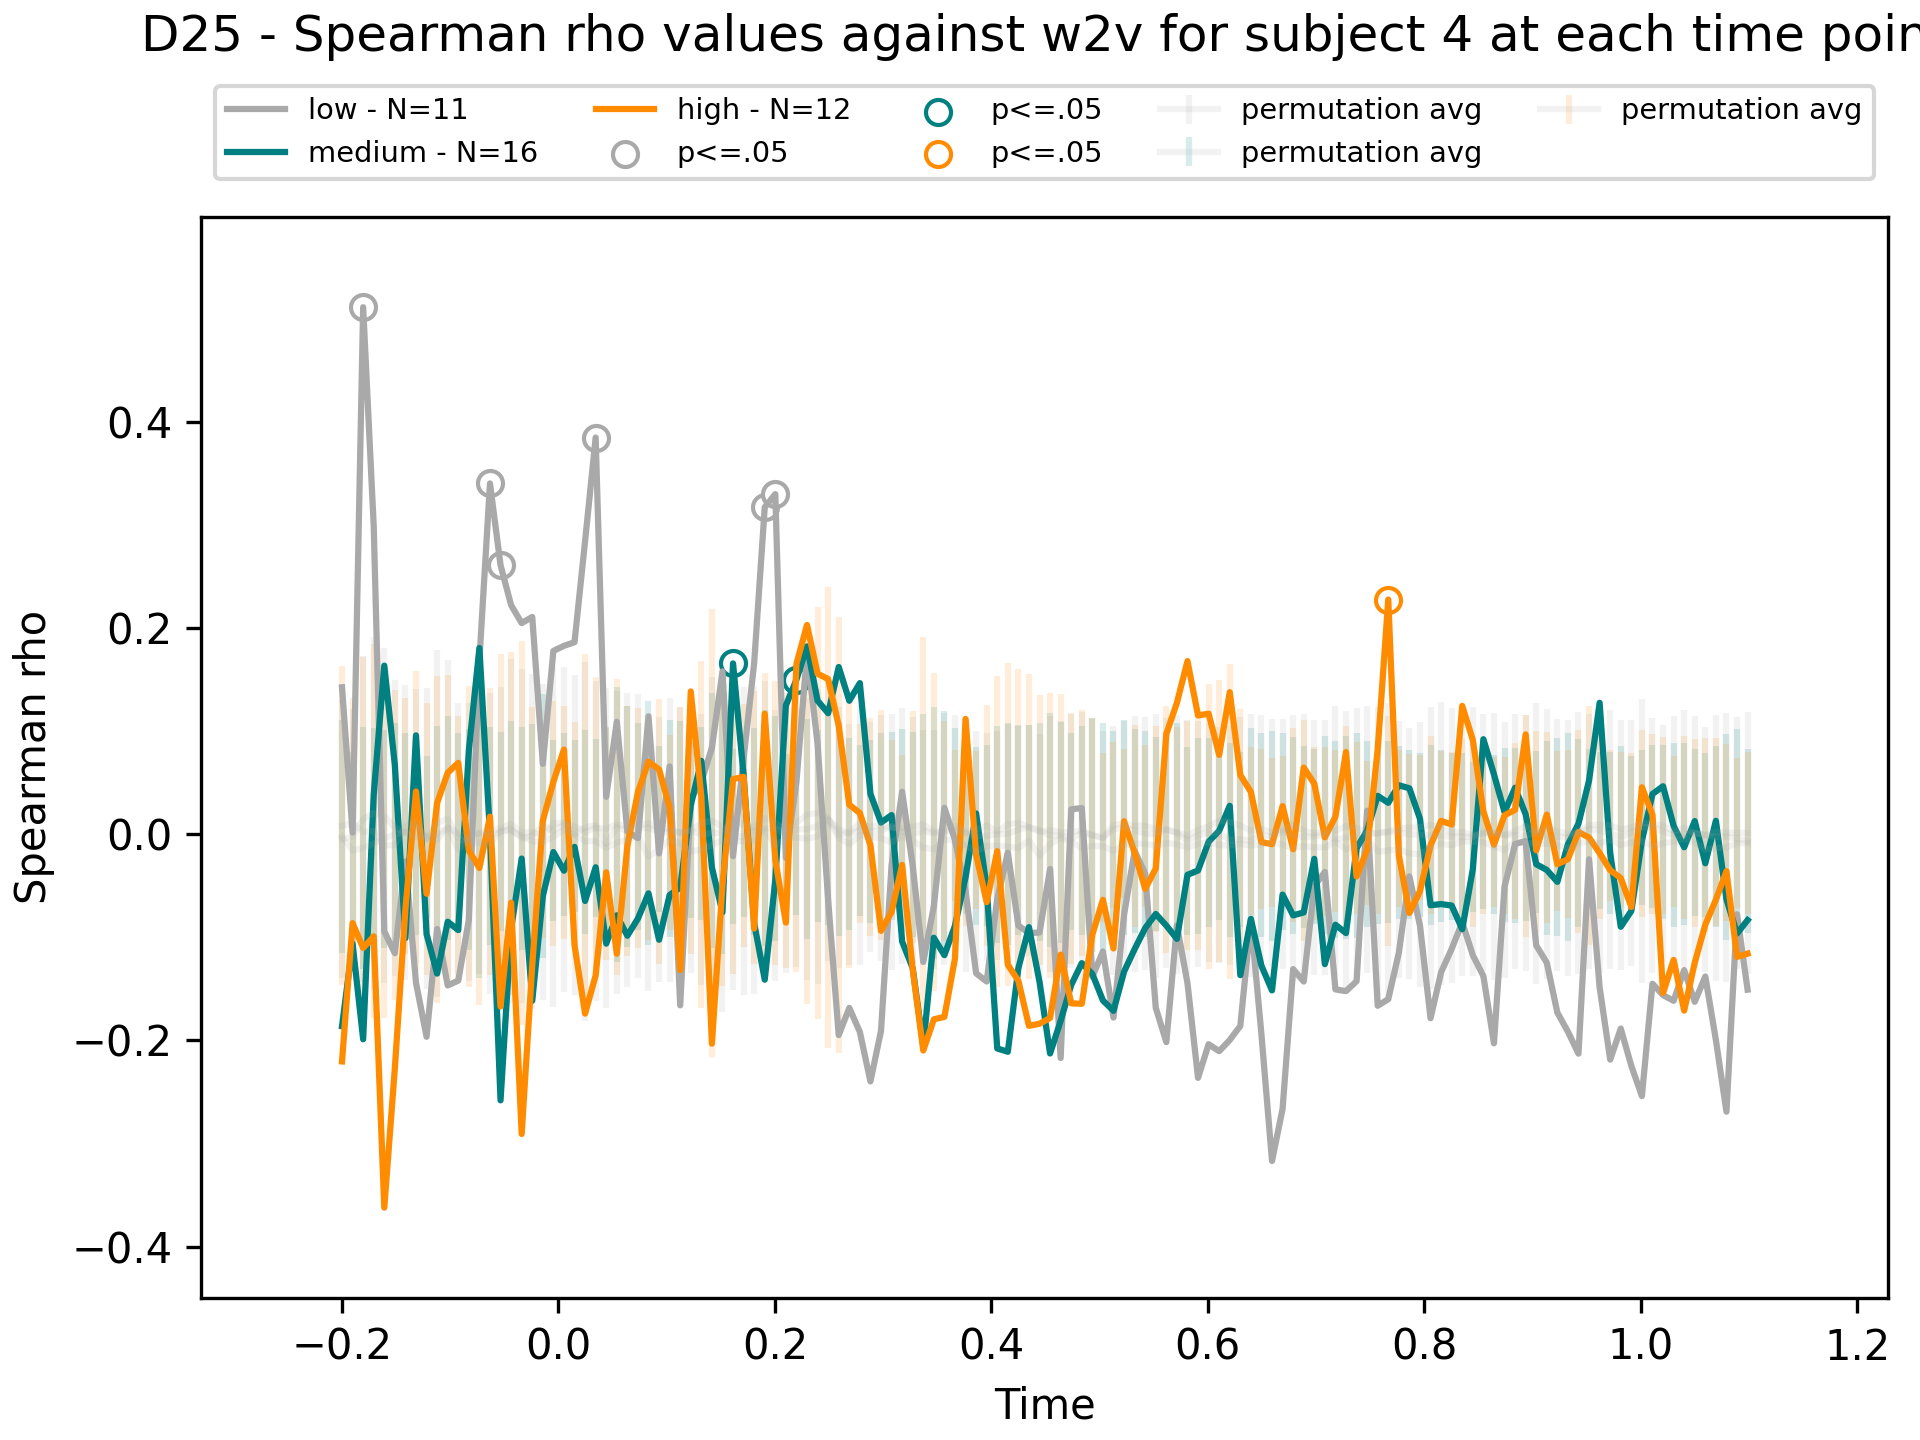 D25 - Spearman rho values against w2v for subject 4 at each time
low - N=11 high - N=12 p<=.05 permutation avg permutation avg
medium - N=16 p<=.05 p<=.05 permutation avg
0.4
0.2
0.0
−0.2
−0.4
Spearman rho
−0.2 0.0 0.2 0.4 0.6 0.8 1.0 1.2
Time